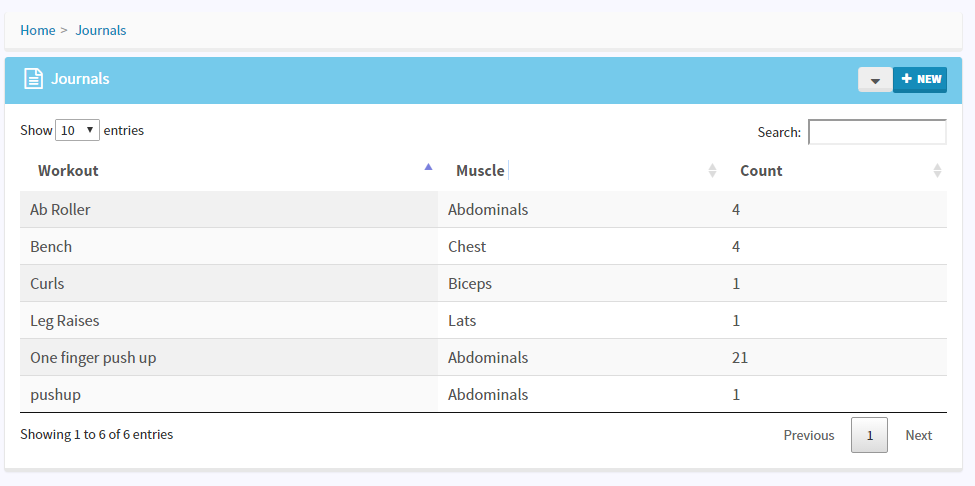 Home > Journals
Journals
+ NEW
Show 10 entries
Search:
Workout Muscle Count
Ab Roller Abdominals 4
Bench Chest 4
Curls Biceps 1
Leg Raises Lats 1
One finger push up Abdominals 21
pushup Abdominals 1
Showing 1 to 6 of 6 entries
Previous 1 Next